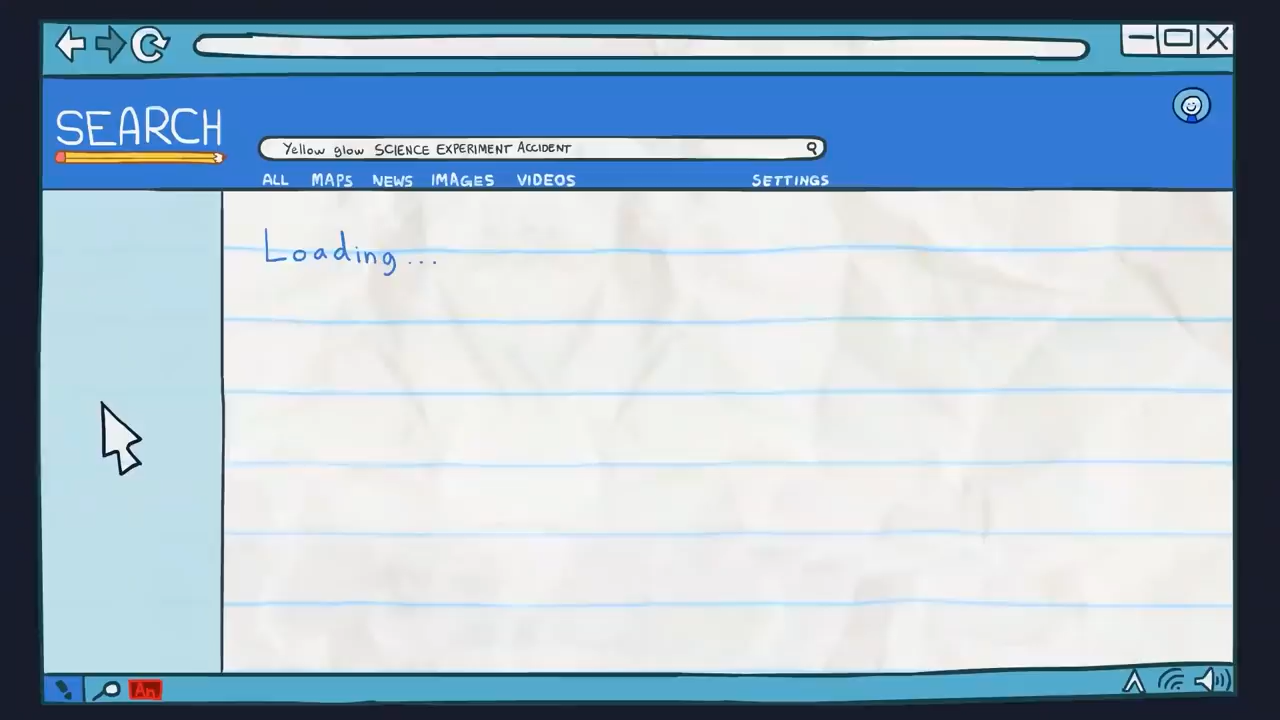 SEARCH
Yellow glow SCIENCE EXPERIMENT ACCIDENT
ALL MAPS NEWS IMAGES VIDEOS SETTINGS
Loading...
An